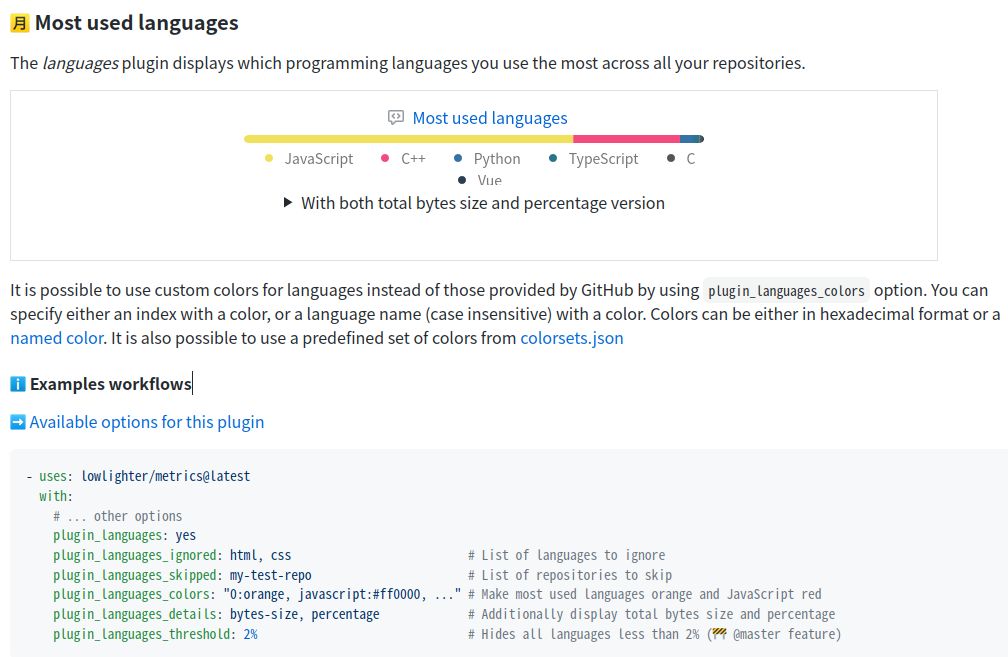 🈷️ Most used languages
The languages plugin displays which programming languages you use the most across all your repositories.
Most used languages
JavaScript C++ Python TypeScript C
Vue
▶ With both total bytes size and percentage version
It is possible to use custom colors for languages instead of those provided by GitHub by using plugin_languages_colors option. You can
specify either an index with a color, or a language name (case insensitive) with a color. Colors can be either in hexadecimal format or a
named color. It is also possible to use a predefined set of colors from colorsets.json
ℹ️ Examples workflows
➡️ Available options for this plugin
- uses: lowlighter/metrics@latest
with:
# ... other options
plugin_languages: yes
plugin_languages_ignored: html, css # List of languages to ignore
plugin_languages_skipped: my-test-repo # List of repositories to skip
plugin_languages_colors: "0:orange, javascript:#ff0000, ..." # Make most used languages orange and JavaScript red
plugin_languages_details: bytes-size, percentage # Additionally display total bytes size and percentage
plugin_languages_threshold: 2% # Hides all languages less than 2% (🚧 @master feature)